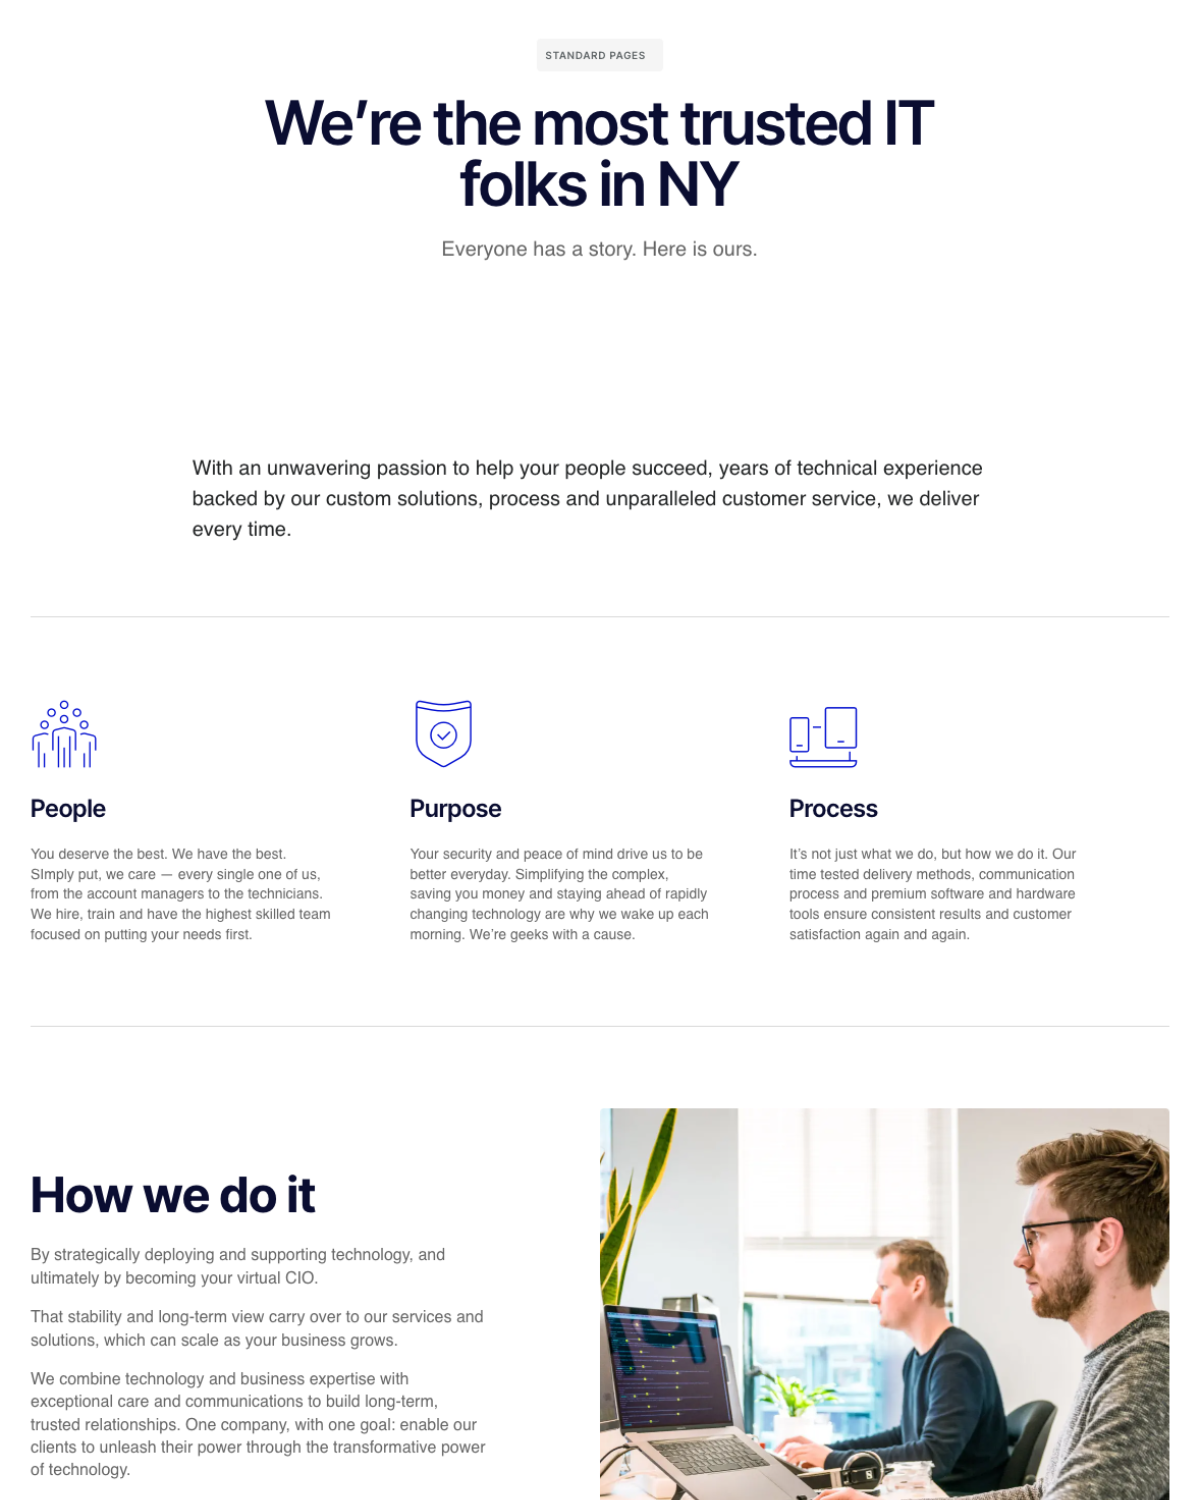 STANDARD PAGES
We’re the most trusted IT
folks in NY
Everyone has a story. Here is ours.
With an unwavering passion to help your people succeed, years of technical experience
backed by our custom solutions, process and unparalleled customer service, we deliver
every time.
People
You deserve the best. We have the best.
SImply put, we care — every single one of us,
from the account managers to the technicians.
We hire, train and have the highest skilled team
focused on putting your needs first.
Purpose
Your security and peace of mind drive us to be
better everyday. Simplifying the complex,
saving you money and staying ahead of rapidly
changing technology are why we wake up each
morning. We’re geeks with a cause.
Process
It’s not just what we do, but how we do it. Our
time tested delivery methods, communication
process and premium software and hardware
tools ensure consistent results and customer
satisfaction again and again.
How we do it
By strategically deploying and supporting technology, and
ultimately by becoming your virtual CIO.
That stability and long-term view carry over to our services and
solutions, which can scale as your business grows.
We combine technology and business expertise with
exceptional care and communications to build long-term,
trusted relationships. One company, with one goal: enable our
clients to unleash their power through the transformative power
of technology.